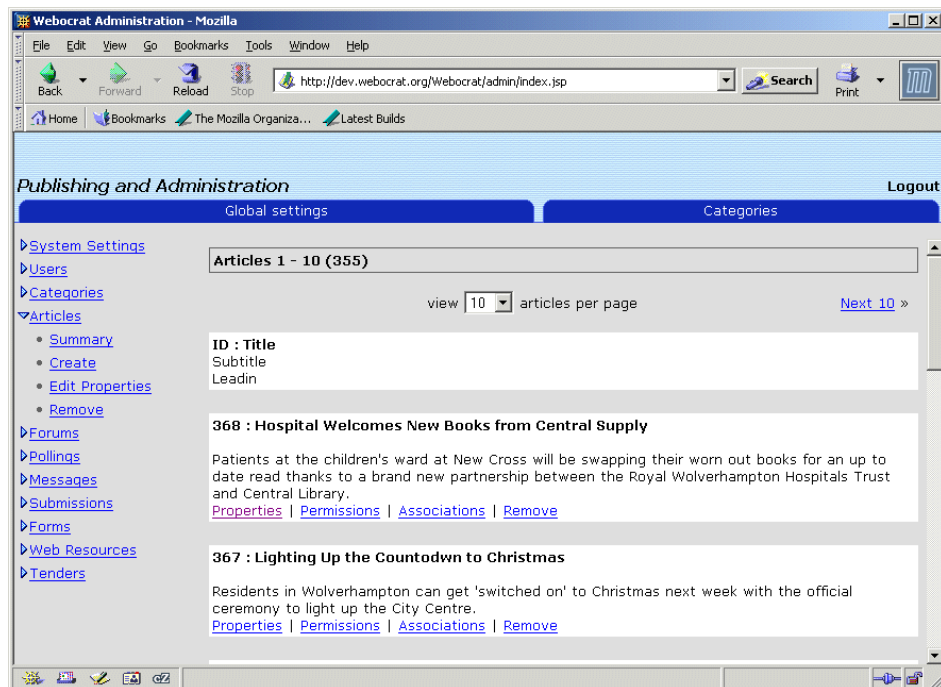 Webocrat Administration - Mozilla
File Edit View Go Bookmarks Tools Window Help
Back Forward Reload Stop http://dev.webocrat.org/Webocrat/admin/index.jsp Search Print
Home Bookmarks The Mozilla Organiza... Latest Builds
Publishing and Administration
Logout
Global settings Categories
System Settings
Users
Categories
Articles
Summary
Create
Edit Properties
Remove
Forums
Pollings
Messages
Submissions
Forms
Web Resources
Tenders
Articles 1 - 10 (355)
view 10 articles per page Next 10 »
ID : Title
Subtitle
Leadin
368 : Hospital Welcomes New Books from Central Supply
Patients at the children's ward at New Cross will be swapping their worn out books for an up to
date read thanks to a brand new partnership between the Royal Wolverhampton Hospitals Trust
and Central Library.
Properties | Permissions | Associations | Remove
367 : Lighting Up the Countodwn to Christmas
Residents in Wolverhampton can get 'switched on' to Christmas next week with the official
ceremony to light up the City Centre.
Properties | Permissions | Associations | Remove